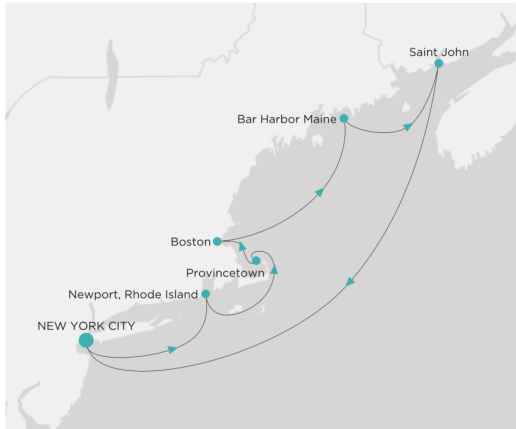 Saint John
Bar Harbor Maine
Boston
Provincetown
Newport, Rhode Island
NEW YORK CITY